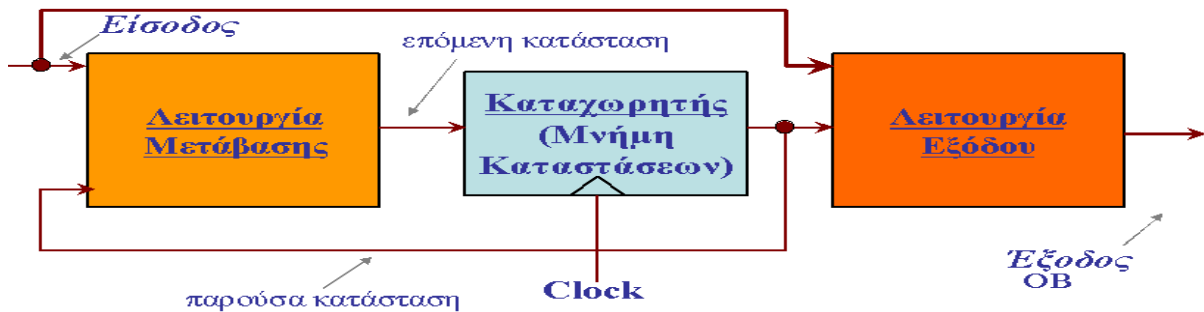 Είσοδος
επόμενη κατάσταση
Λειτουργία
Μετάβασης
Καταχωρητής
(Μνήμη
Καταστάσεων)
Λειτουργία
Εξόδου
Έξοδος
OB
Clock
παρούσα κατάσταση